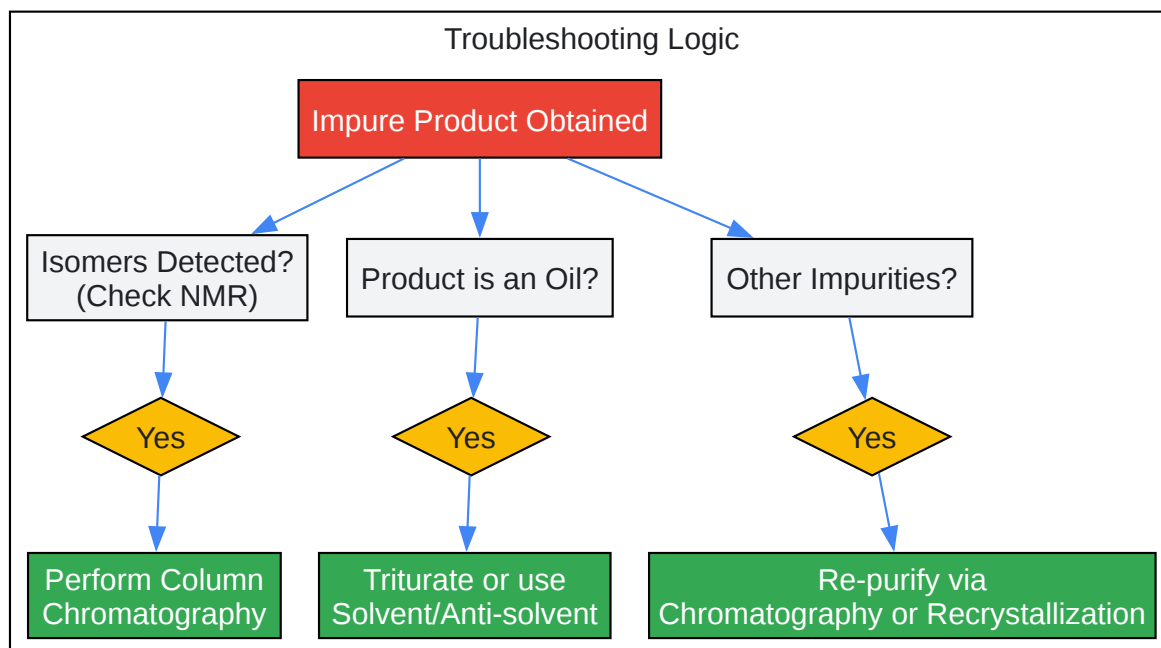 Troubleshooting Logic
Impure Product Obtained
Isomers Detected?
(Check NMR)
Product is an Oil?
Other Impurities?
Yes
Yes
Yes
Perform Column
Chromatography
Triturate or use
Solvent/Anti-solvent
Re-purify via
Chromatography or Recrystallization